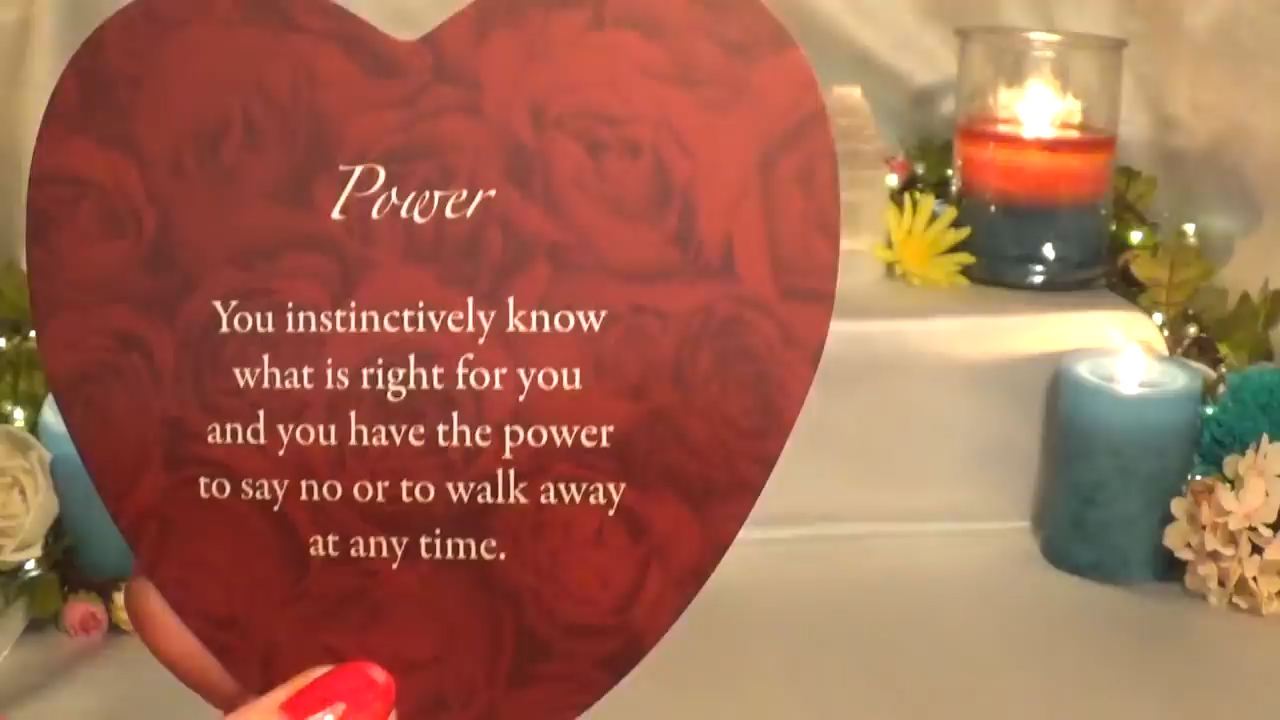 Power
You instinctively know
what is right for you
and you have the power
to say no or to walk away
at any time.